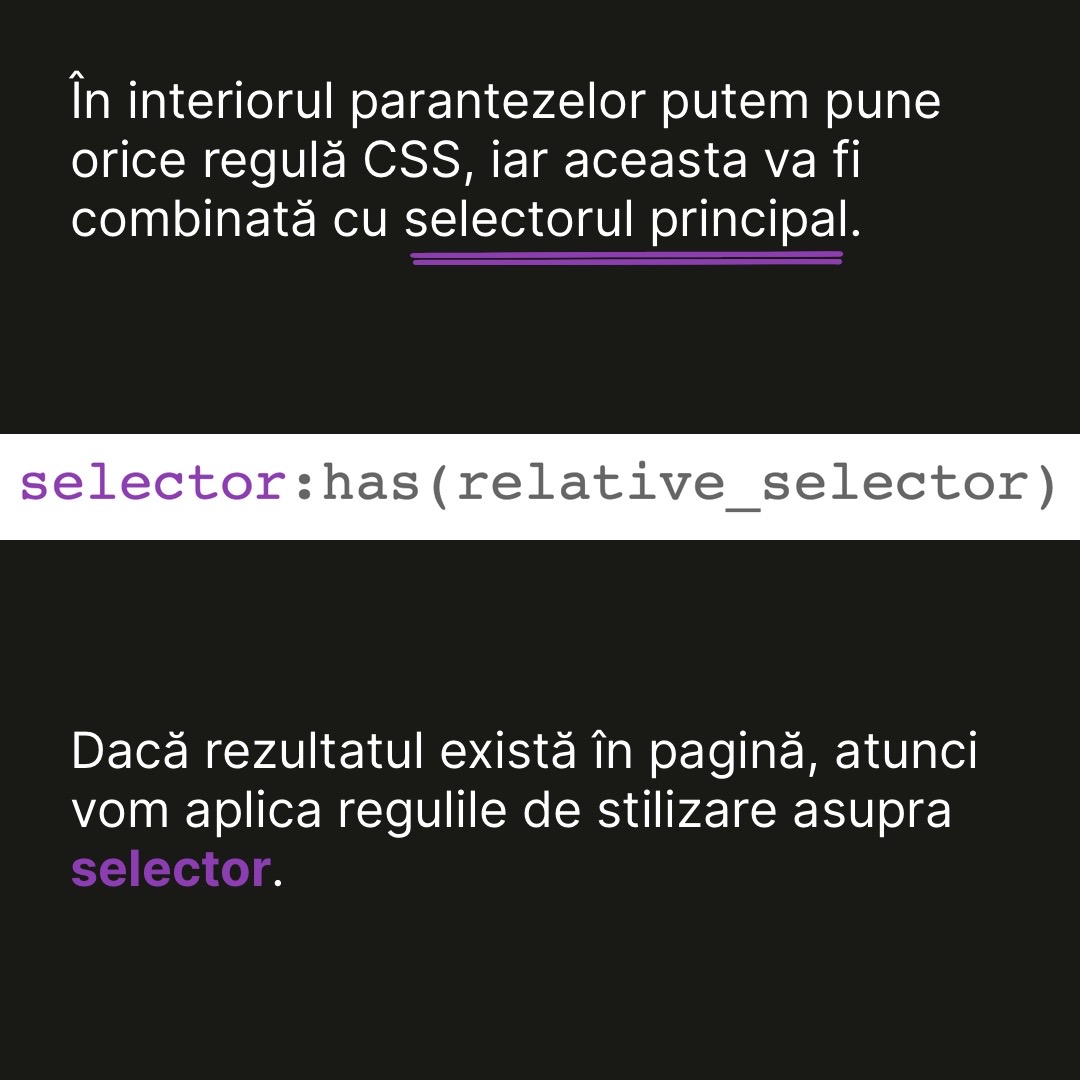 În interiorul parantezelor putem pune
orice regulă CSS, iar aceasta va fi
combinată cu selectorul principal.
selector:has(relative_selector)
Dacă rezultatul există în pagină, atunci
vom aplica regulile de stilizare asupra
selector.